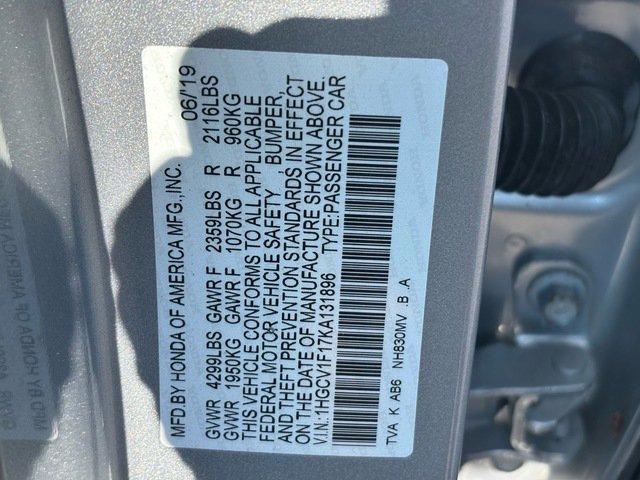 MFD. BY HONDA OF AMERICA MFG., INC. 06/'19
GVWR 4299LBS GAWR F 2359LBS R 2116LBS
GVWR 1950KG GAWR F 1070KG R 960KG
THIS VEHICLE CONFORMS TO ALL APPLICABLE
FEDERAL MOTOR VEHICLE SAFETY , BUMPER,
AND THEFT PREVENTION STANDARDS IN EFFECT
ON THE DATE OF MANUFACTURE SHOWN ABOVE.
V.I.N.:1HGCV1F17KA131896 TYPE:PASSENGER CAR
TVA K AB6 NH830MV .B .A